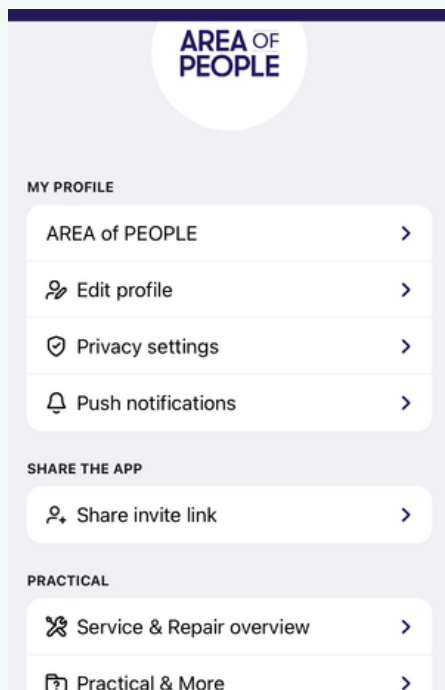 AREA OF
PEOPLE
MY PROFILE
AREA of PEOPLE
Edit profile
Privacy settings
Push notifications
SHARE THE APP
Share invite link
PRACTICAL
Service & Repair overview
Practical & More